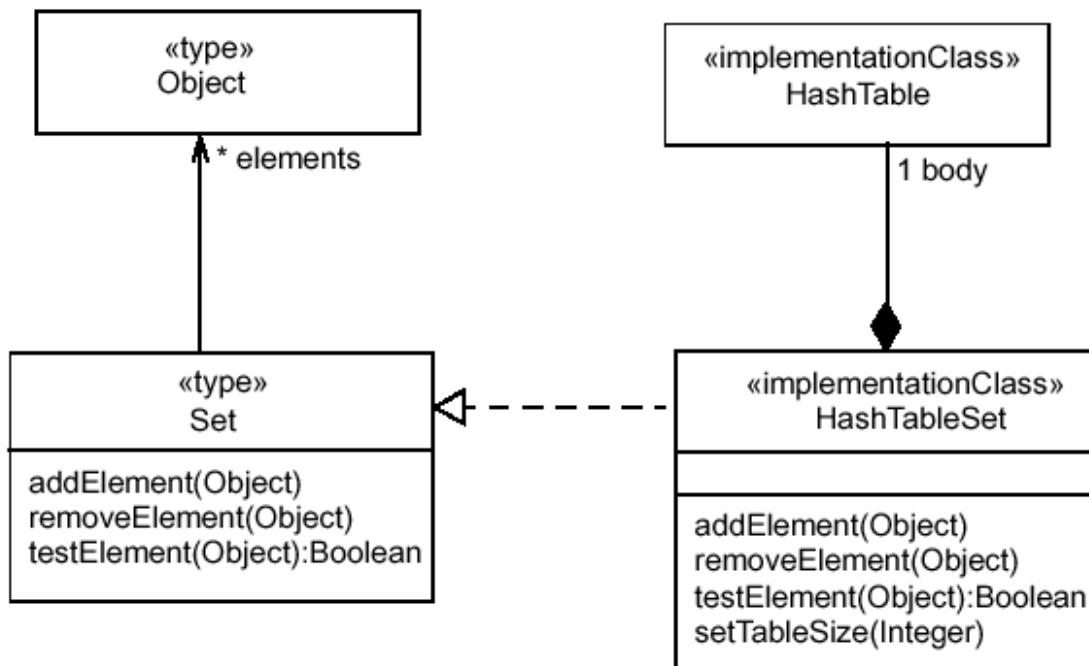 «type»
Object
* elements
«implementationClass»
HashTable
1 body
«type»
Set
addElement(Object)
removeElement(Object)
testElement(Object):Boolean
«implementationClass»
HashTableSet
addElement(Object)
removeElement(Object)
testElement(Object):Boolean
setTableSize(Integer)